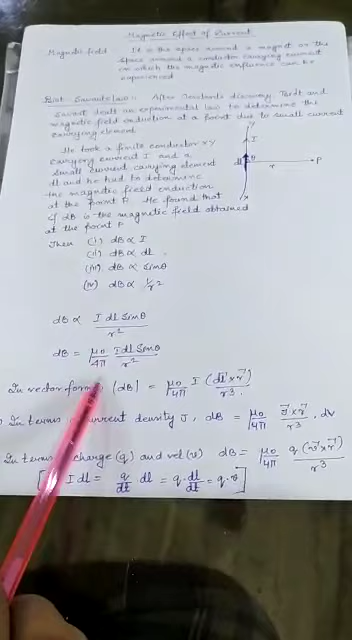 Magnetic Effect of Current
Magnetic field It is the space around a magnet or the
space around a conductor carrying current
in which the magnetic influence can be
experienced
Biot Savarts law :- After Oersteds discovery, Biot and
Savart dealt an experimental law to determine the
magnetic field induction at a point due to small current
carrying element
He took a finite conductor XY
carrying current I and a
small current carrying element
dl and he had to determine
the magnetic field induction
at the point P. He found that
if dB is the magnetic field obtained
at the point P
Y
I
dl θ
r
P
X
Then (i) dB ∝ I
(ii) dB ∝ dl
(iii) dB ∝ sinθ
(iv) dB ∝ 1/r²
dB ∝ I dl sinθ / r²
dB = μ0/4π I dl sinθ / r²
In vector form |dB| = μ0/4π I (dl × r) / r³
In terms current density J, dB = μ0/4π J × r / r³ . dV
In terms charge (q) and vel (v) dB = μ0/4π q (v × r) / r³
[ I dl = q/dt dl = q · dl/dt = q · v ]